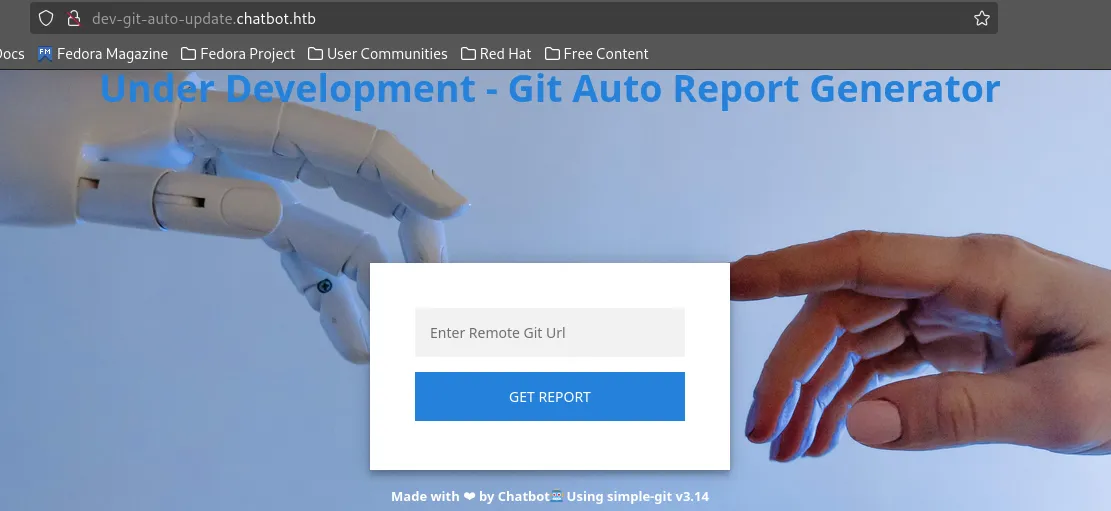 dev-git-auto-update.chatbot.htb
Docs Fedora Magazine Fedora Project User Communities Red Hat Free Content
Under Development - Git Auto Report Generator
Enter Remote Git Url
GET REPORT
Made with ❤ by Chatbot🤖 Using simple-git v3.14